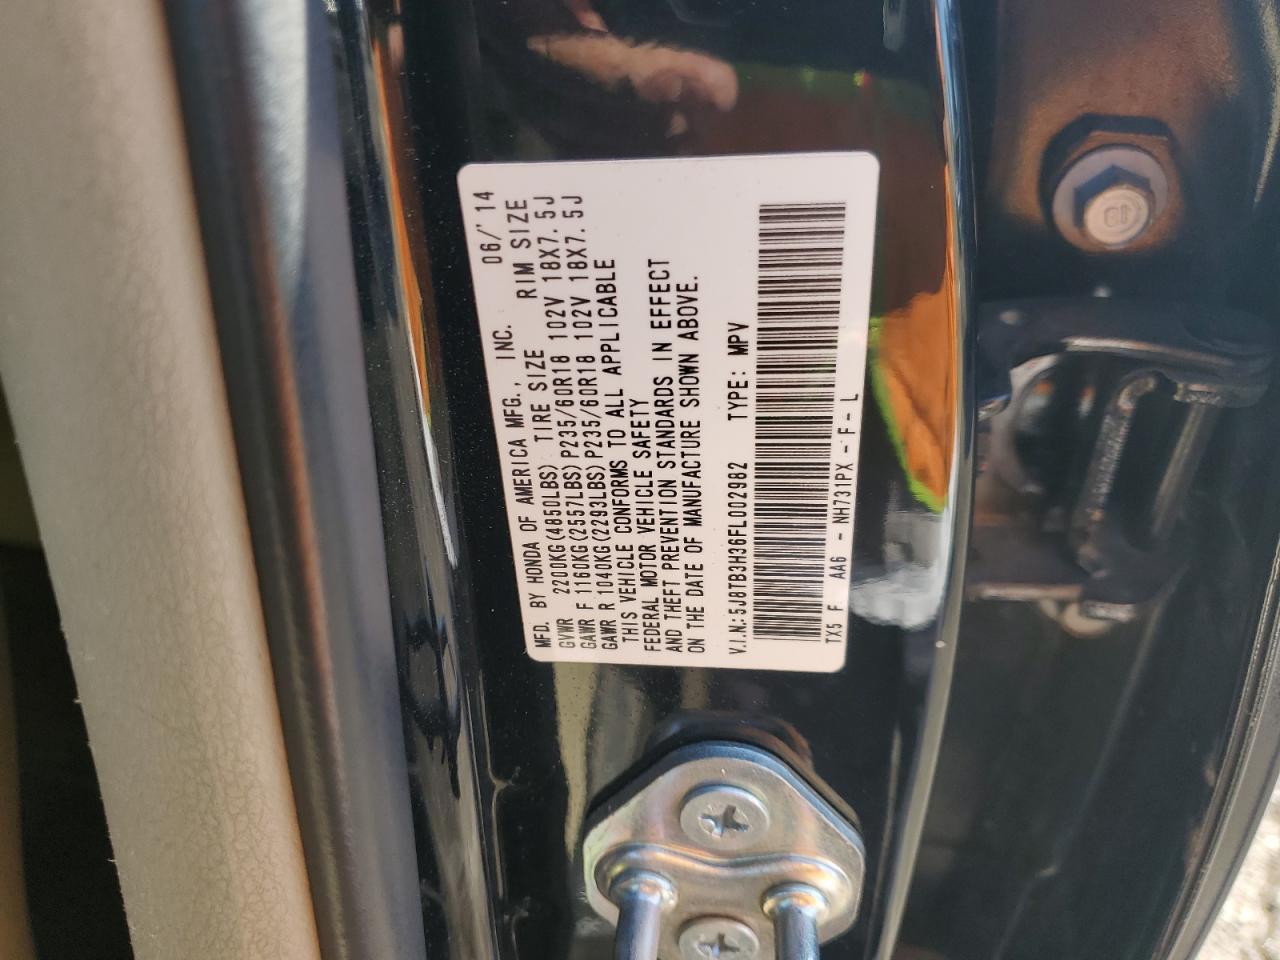 MFD. BY HONDA OF AMERICA MFG., INC. 06/'14
GVWR 2200KG(4850LBS) TIRE SIZE RIM SIZE
GAWR F 1160KG(2557LBS) P235/60R18 102V 18X7.5J
GAWR R 1040KG(2293LBS) P235/60R18 102V 18X7.5J
THIS VEHICLE CONFORMS TO ALL APPLICABLE
FEDERAL MOTOR VEHICLE SAFETY
AND THEFT PREVENTION STANDARDS IN EFFECT
ON THE DATE OF MANUFACTURE SHOWN ABOVE.
V.I.N.:5J8TB3H36FL002982 TYPE: MPV
TX5 F AA6 - NH731PX - F - L